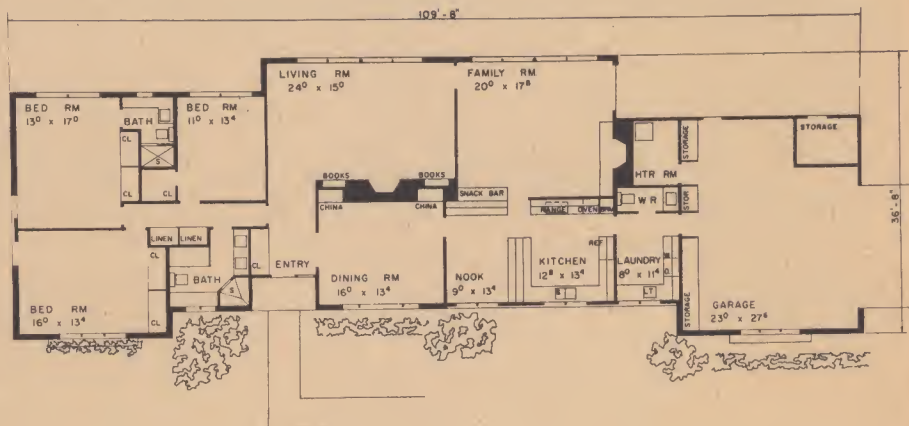 109'-8"
LIVING RM
24⁰ x 15⁰
FAMILY RM
20⁰ x 17⁸
BED RM
13⁰ x 17⁰
BATH
BED RM
11⁰ x 13⁴
CL
S
CL
CL
BOOKS
BOOKS
CHINA
CHINA
SNACK BAR
RANGE
OVEN
HTR RM
STORAGE
STORAGE
W R
STOR
36'-8"
LINEN
LINEN
CL
BATH
S
CL
ENTRY
DINING RM
16⁰ x 13⁴
NOOK
9⁰ x 13⁴
REF
KITCHEN
12⁸ x 13⁴
LAUNDRY
8⁰ x 11⁴
W
D
LT
BED RM
16⁰ x 13⁴
CL
STORAGE
GARAGE
23⁰ x 27⁶